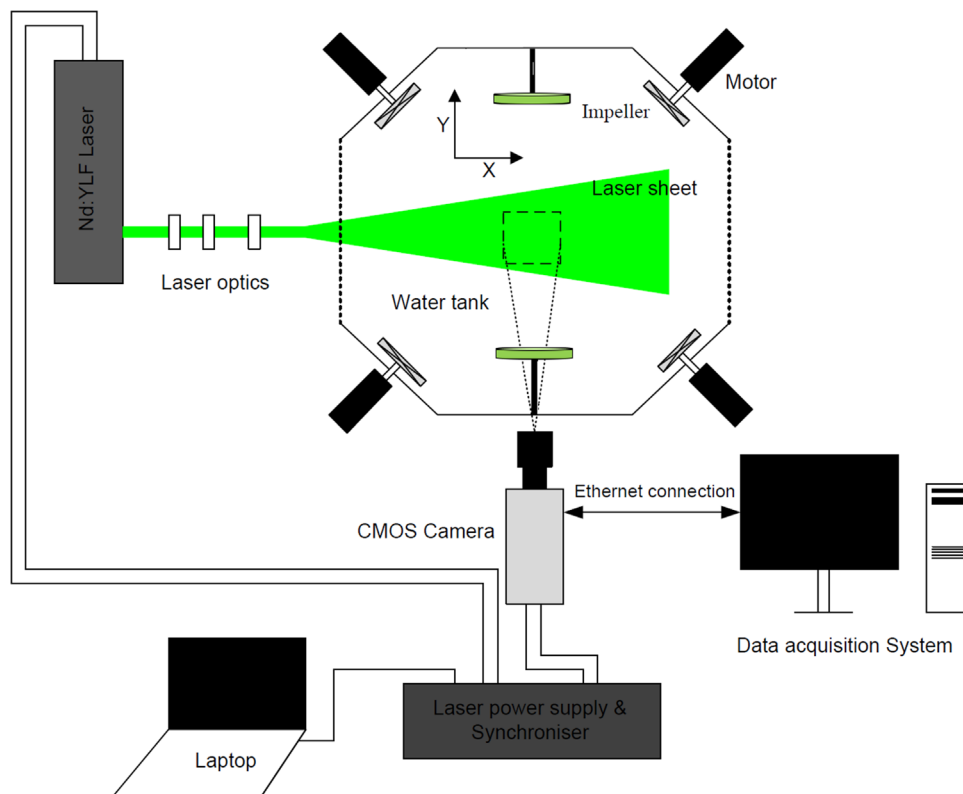 Nd:YLF Laser
Motor
Impeller
Y
X
Laser sheet
Laser optics
Water tank
Ethernet connection
CMOS Camera
Data acquisition System
Laser power supply &
Synchroniser
Laptop